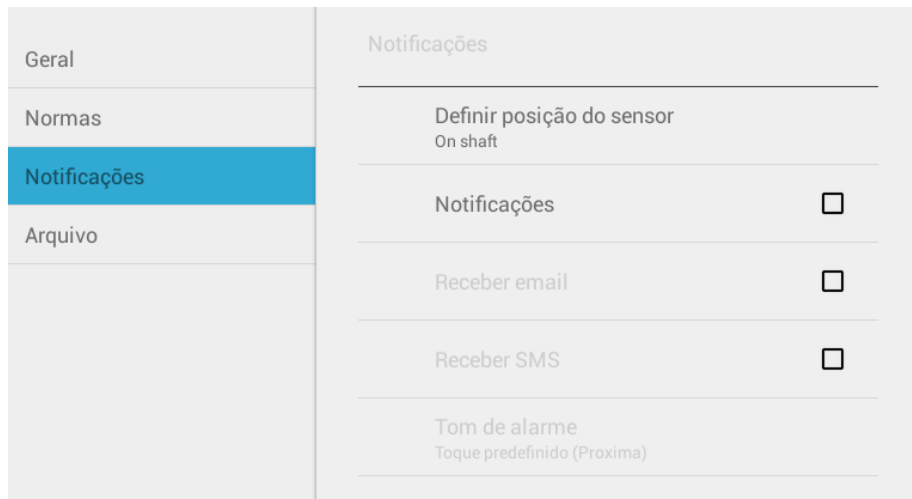 Geral
Normas
Notificações
Arquivo
Notificações
Definir posição do sensor
On shaft
Notificações
Receber email
Receber SMS
Tom de alarme
Toque predefinido (Proxima)